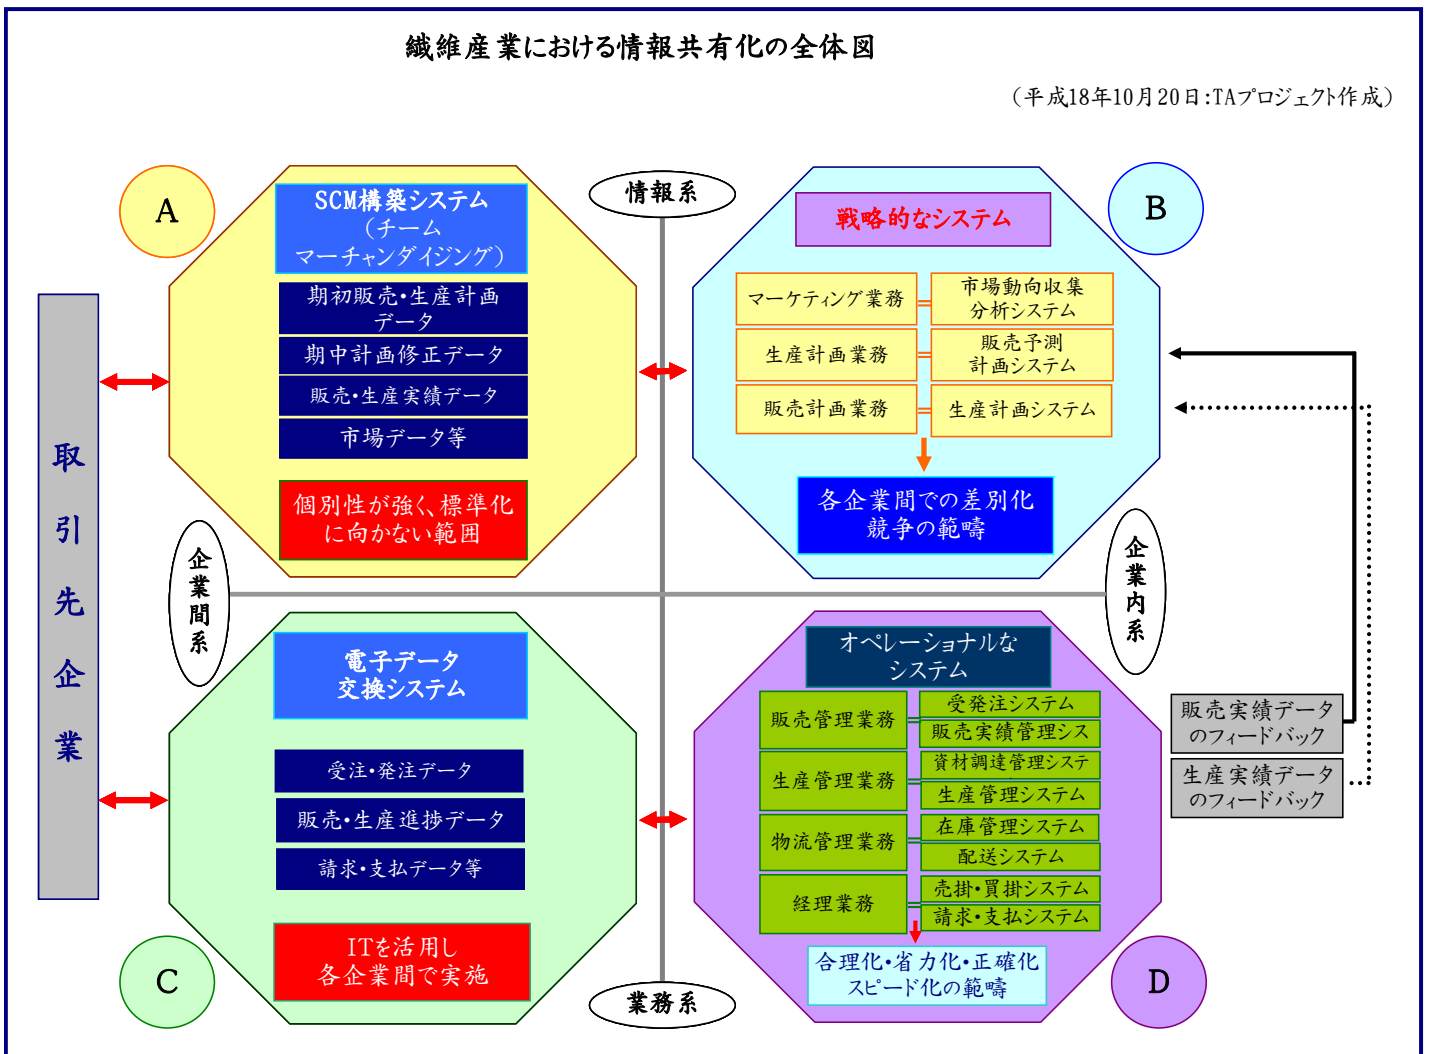 繊維産業における情報共有化の全体図
（平成18年10月20日:TAプロジェクト作成）
A
SCM構築システム
（チーム
マーチャンダイジング）
期初販売・生産計画
データ
期中計画修正データ
販売・生産実績データ
市場データ等
個別性が強く、標準化
に向かない範囲
情報系
B
戦略的なシステム
マーケティング業務
市場動向収集
分析システム
生産計画業務
販売予測
計画システム
販売計画業務
生産計画システム
各企業間での差別化
競争の範疇
取引先企業
企業間系
企業内系
電子データ
交換システム
受注・発注データ
販売・生産進捗データ
請求・支払データ等
ITを活用し
各企業間で実施
C
業務系
オペレーショナルな
システム
販売管理業務
受発注システム
販売実績管理シス
生産管理業務
資材調達管理システ
生産管理システム
物流管理業務
在庫管理システム
配送システム
経理業務
売掛・買掛システム
請求・支払システム
合理化・省力化・正確化
スピード化の範疇
D
販売実績データ
のフィードバック
生産実績データ
のフィードバック